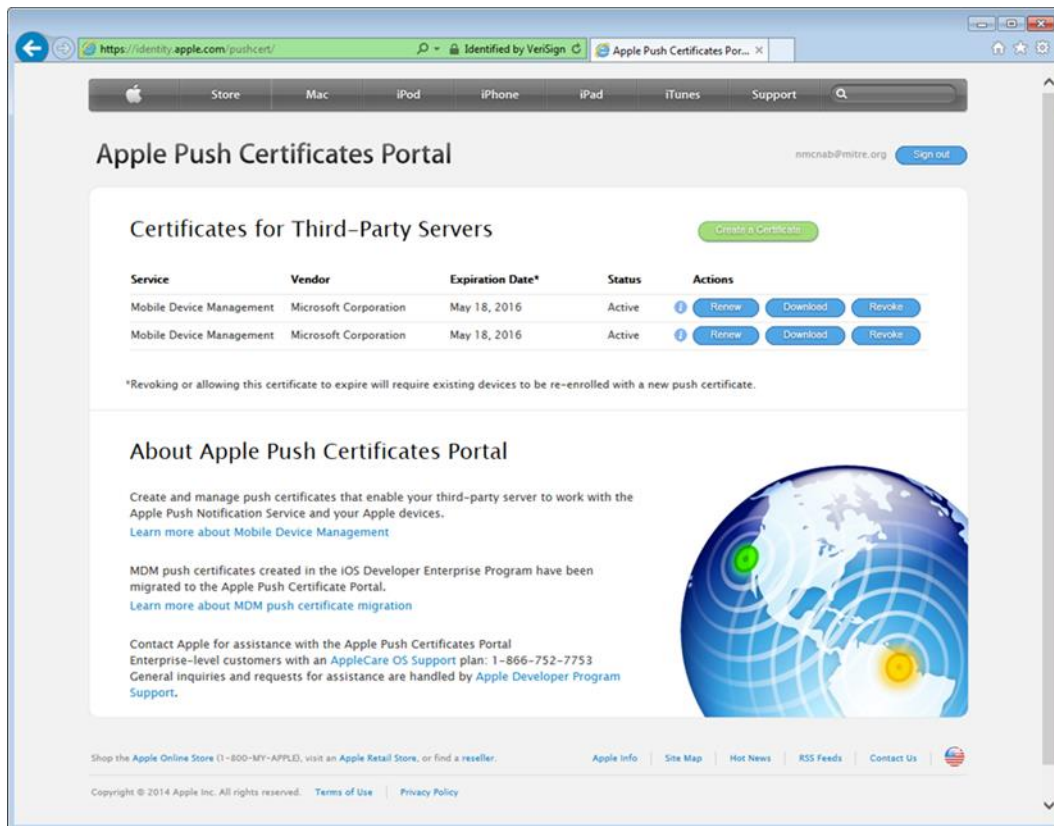 https://identity.apple.com/pushcert/ Identified by VeriSign Apple Push Certificates Por...
Store Mac iPod iPhone iPad iTunes Support
Apple Push Certificates Portal
nmcnab@mitre.org Sign out
Certificates for Third-Party Servers
Create a Certificate
Service Vendor Expiration Date* Status Actions
Mobile Device Management Microsoft Corporation May 18, 2016 Active i Renew Download Revoke
Mobile Device Management Microsoft Corporation May 18, 2016 Active i Renew Download Revoke
*Revoking or allowing this certificate to expire will require existing devices to be re-enrolled with a new push certificate.
About Apple Push Certificates Portal
Create and manage push certificates that enable your third-party server to work with the
Apple Push Notification Service and your Apple devices.
Learn more about Mobile Device Management
MDM push certificates created in the iOS Developer Enterprise Program have been
migrated to the Apple Push Certificate Portal.
Learn more about MDM push certificate migration
Contact Apple for assistance with the Apple Push Certificates Portal
Enterprise-level customers with an AppleCare OS Support plan: 1-866-752-7753
General inquiries and requests for assistance are handled by Apple Developer Program
Support.
Shop the Apple Online Store (1-800-MY-APPLE), visit an Apple Retail Store, or find a reseller. Apple Info Site Map Hot News RSS Feeds Contact Us
Copyright © 2014 Apple Inc. All rights reserved. Terms of Use Privacy Policy